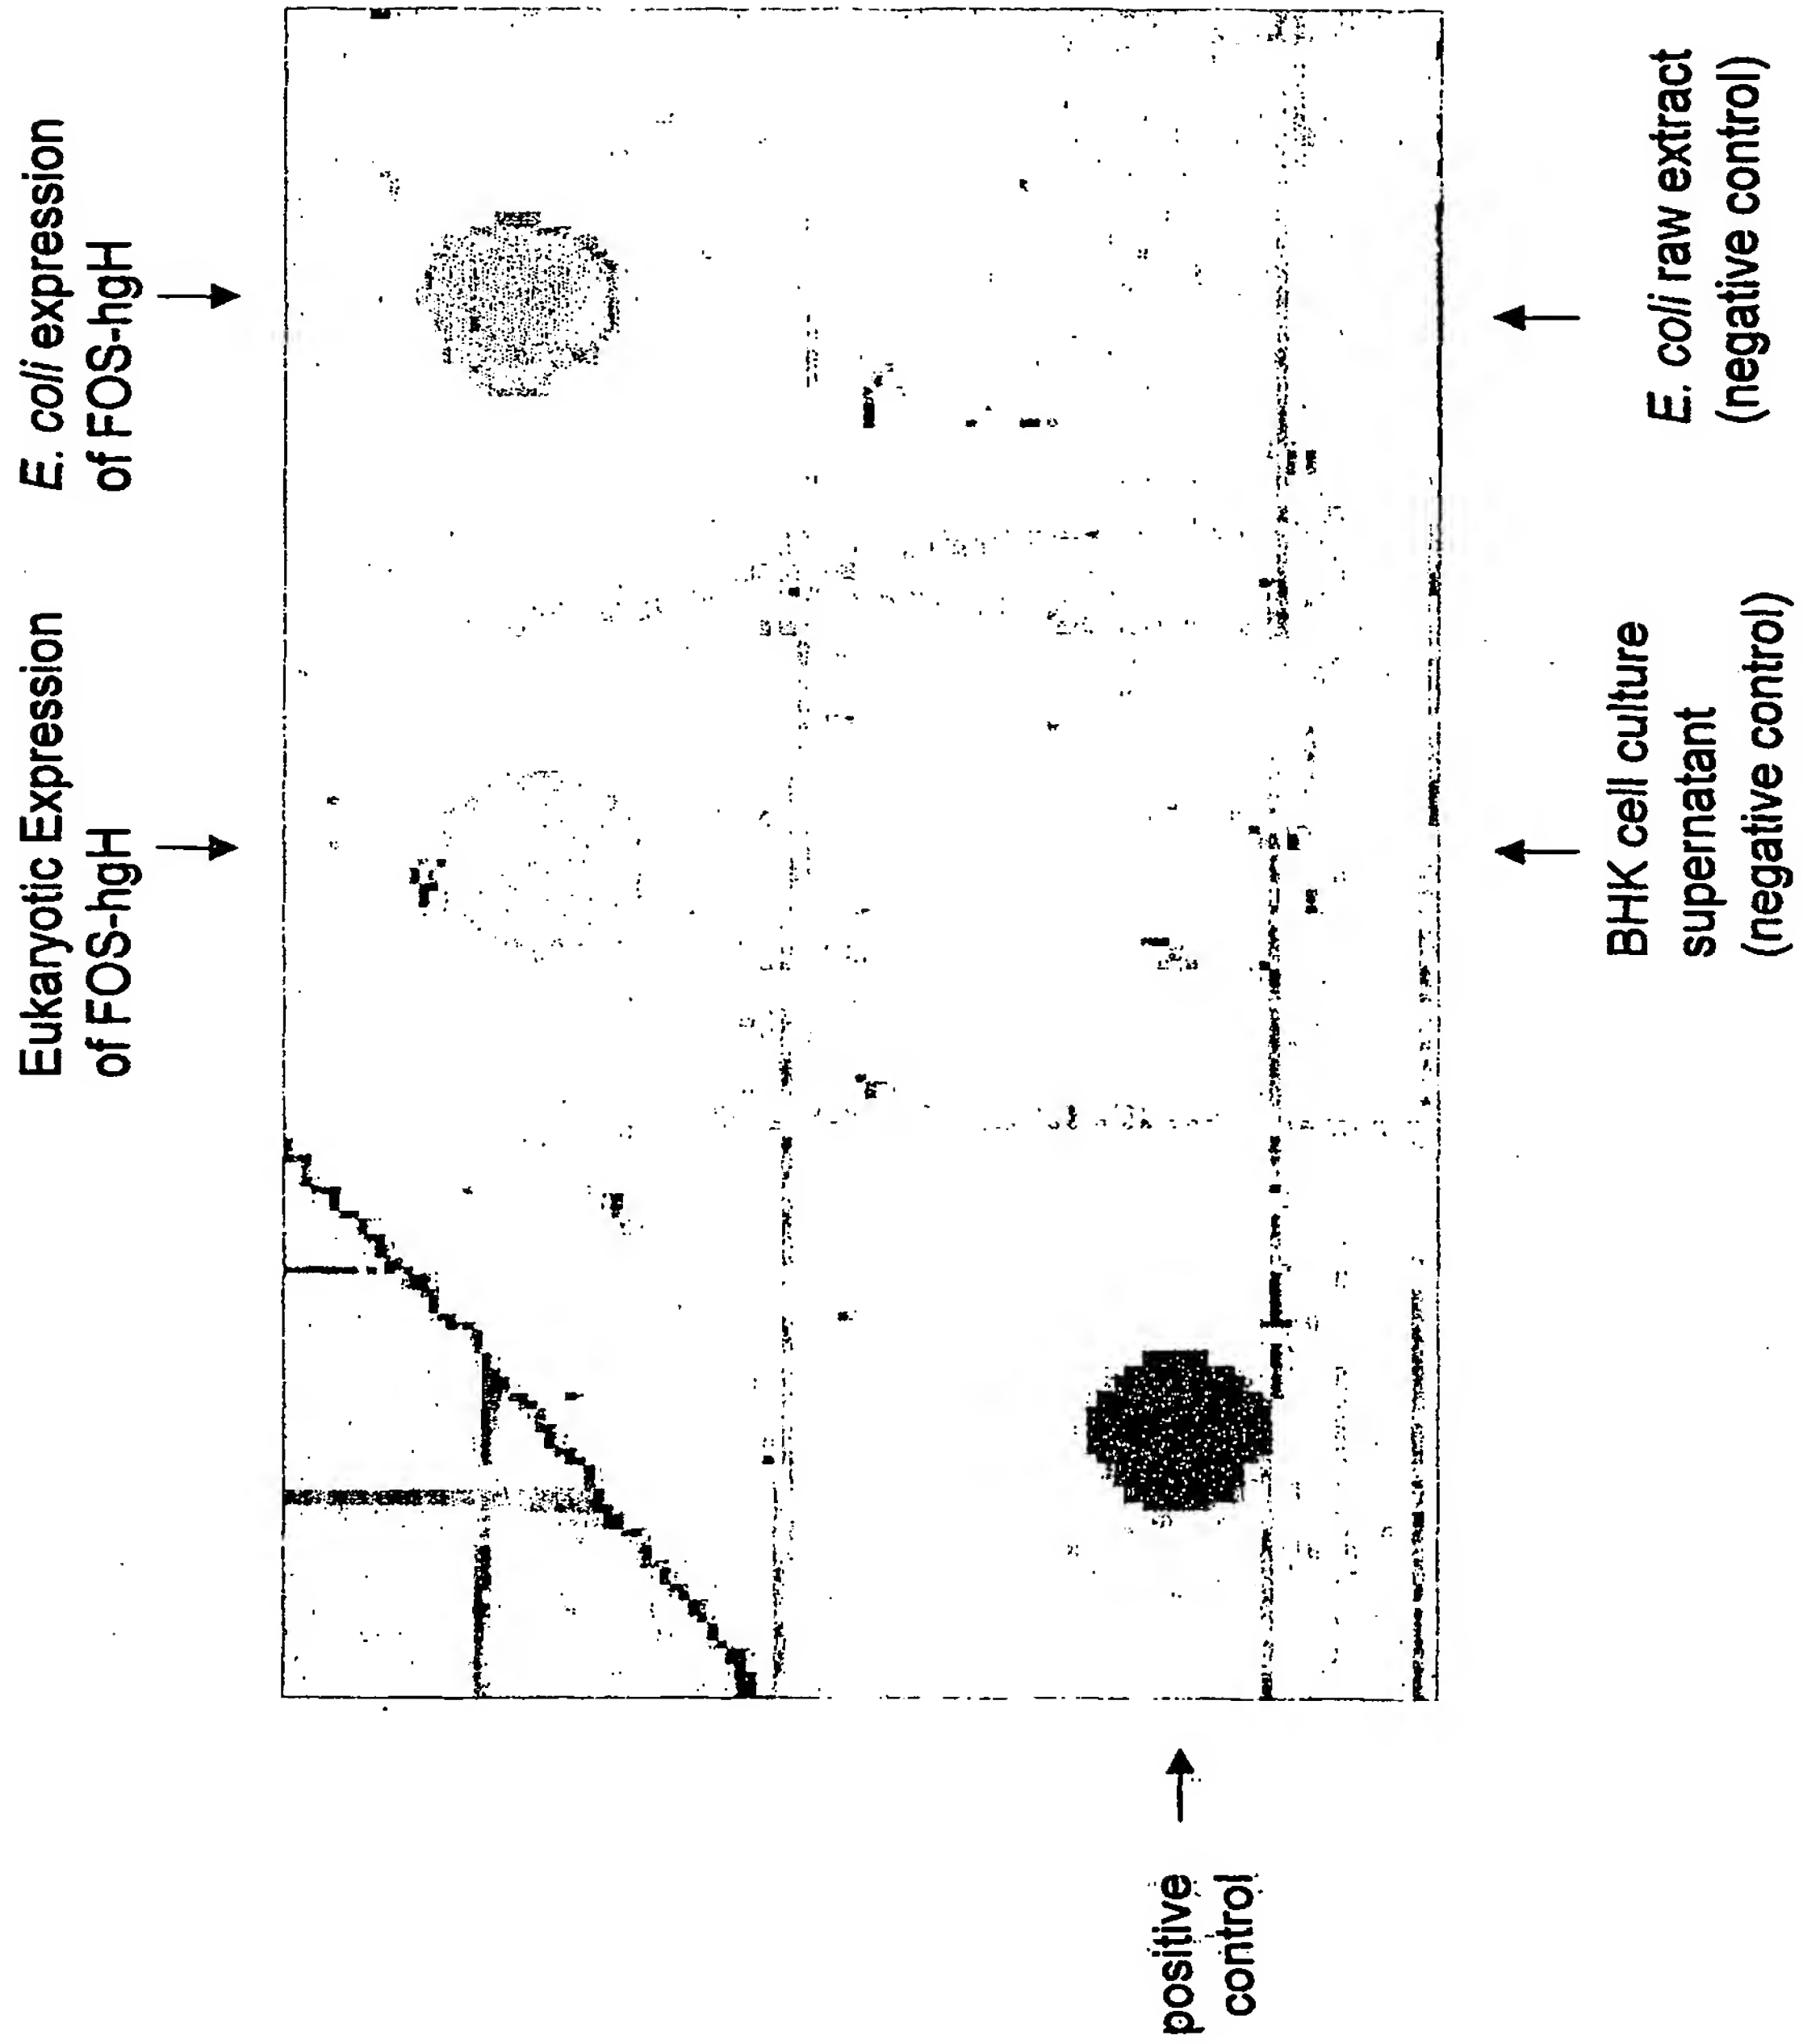 Eukaryotic Expression
of FOS-hgH
E. coli expression
of FOS-hgH
positive
control
BHK cell culture
supernatant
(negative control)
E. coli raw extract
(negative control)